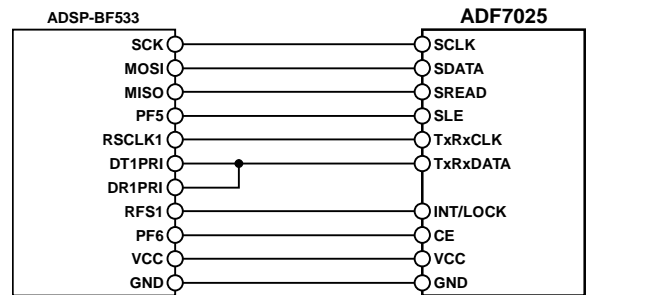 ADSP-BF533 ADF7025
SCK SCLK
MOSI SDATA
MISO SREAD
PF5 SLE
RSCLK1 TxRxCLK
DT1PRI TxRxDATA
DR1PRI
RFS1 INT/LOCK
PF6 CE
VCC VCC
GND GND